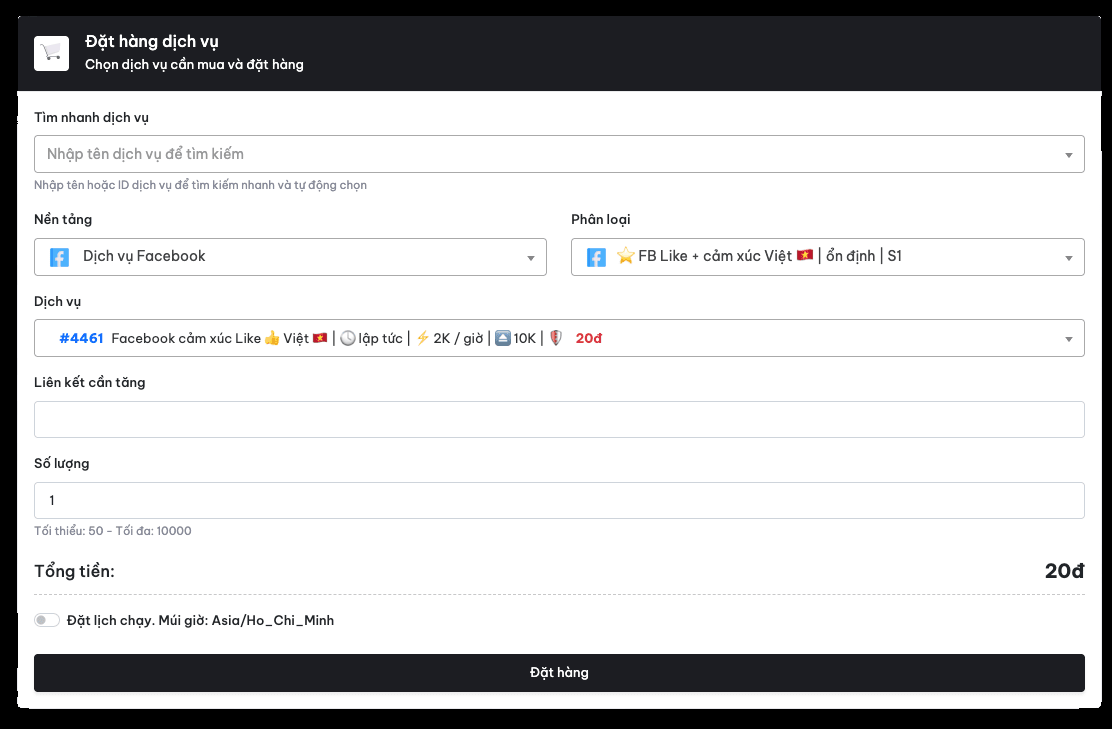 Đặt hàng dịch vụ
Chọn dịch vụ cần mua và đặt hàng
Tìm nhanh dịch vụ
Nhập tên dịch vụ để tìm kiếm
Nhập tên hoặc ID dịch vụ để tìm kiếm nhanh và tự động chọn
Nền tảng
Phân loại
Dịch vụ Facebook
⭐ FB Like + cảm xúc Việt 🇻🇳 | ổn định | S1
Dịch vụ
#4461 Facebook cảm xúc Like 👍 Việt 🇻🇳 | 🕒 lập tức | ⚡ 2K / giờ | ⏏️ 10K | 🛡️ 20đ
Liên kết cần tăng
Số lượng
1
Tối thiểu: 50 - Tối đa: 10000
Tổng tiền: 20đ
Đặt lịch chạy. Múi giờ: Asia/Ho_Chi_Minh
Đặt hàng